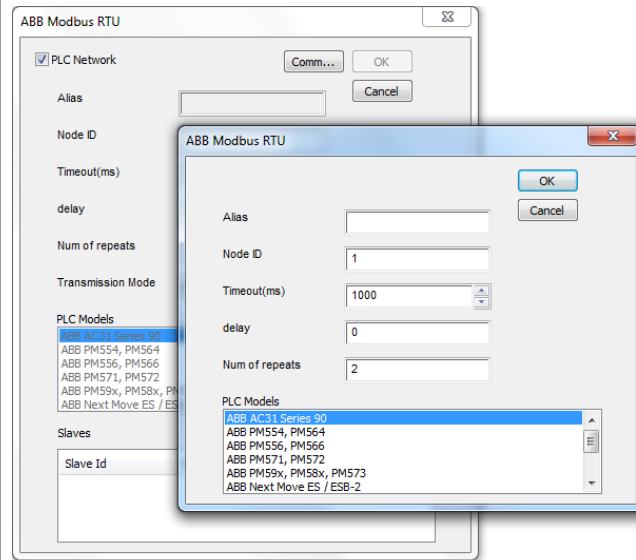 ABB Modbus RTU
PLC Network
Comm...
OK
Cancel
Alias
Node ID
Timeout(ms)
delay
Num of repeats
Transmission Mode
PLC Models
ABB AC31 Series 90
ABB PM554, PM564
ABB PM556, PM566
ABB PM571, PM572
ABB PM59x, PM58x, PM
ABB Next Move ES / ES
Slaves
Slave Id
ABB Modbus RTU
OK
Cancel
Alias
Node ID
1
Timeout(ms)
1000
delay
0
Num of repeats
2
PLC Models
ABB AC31 Series 90
ABB PM554, PM564
ABB PM556, PM566
ABB PM571, PM572
ABB PM59x, PM58x, PM573
ABB Next Move ES / ESB-2